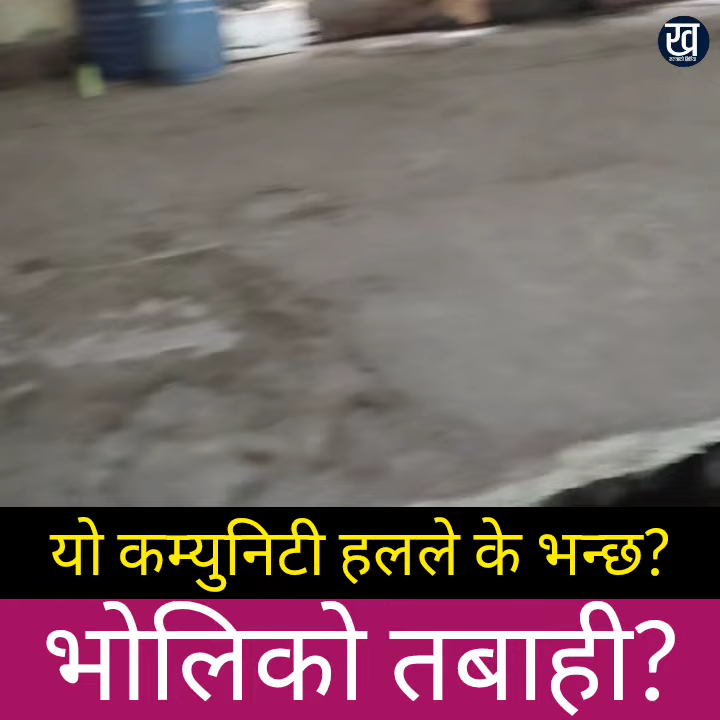 ख
यो कम्युनिटी हलले के भन्छ?
भोलिको तबाही?